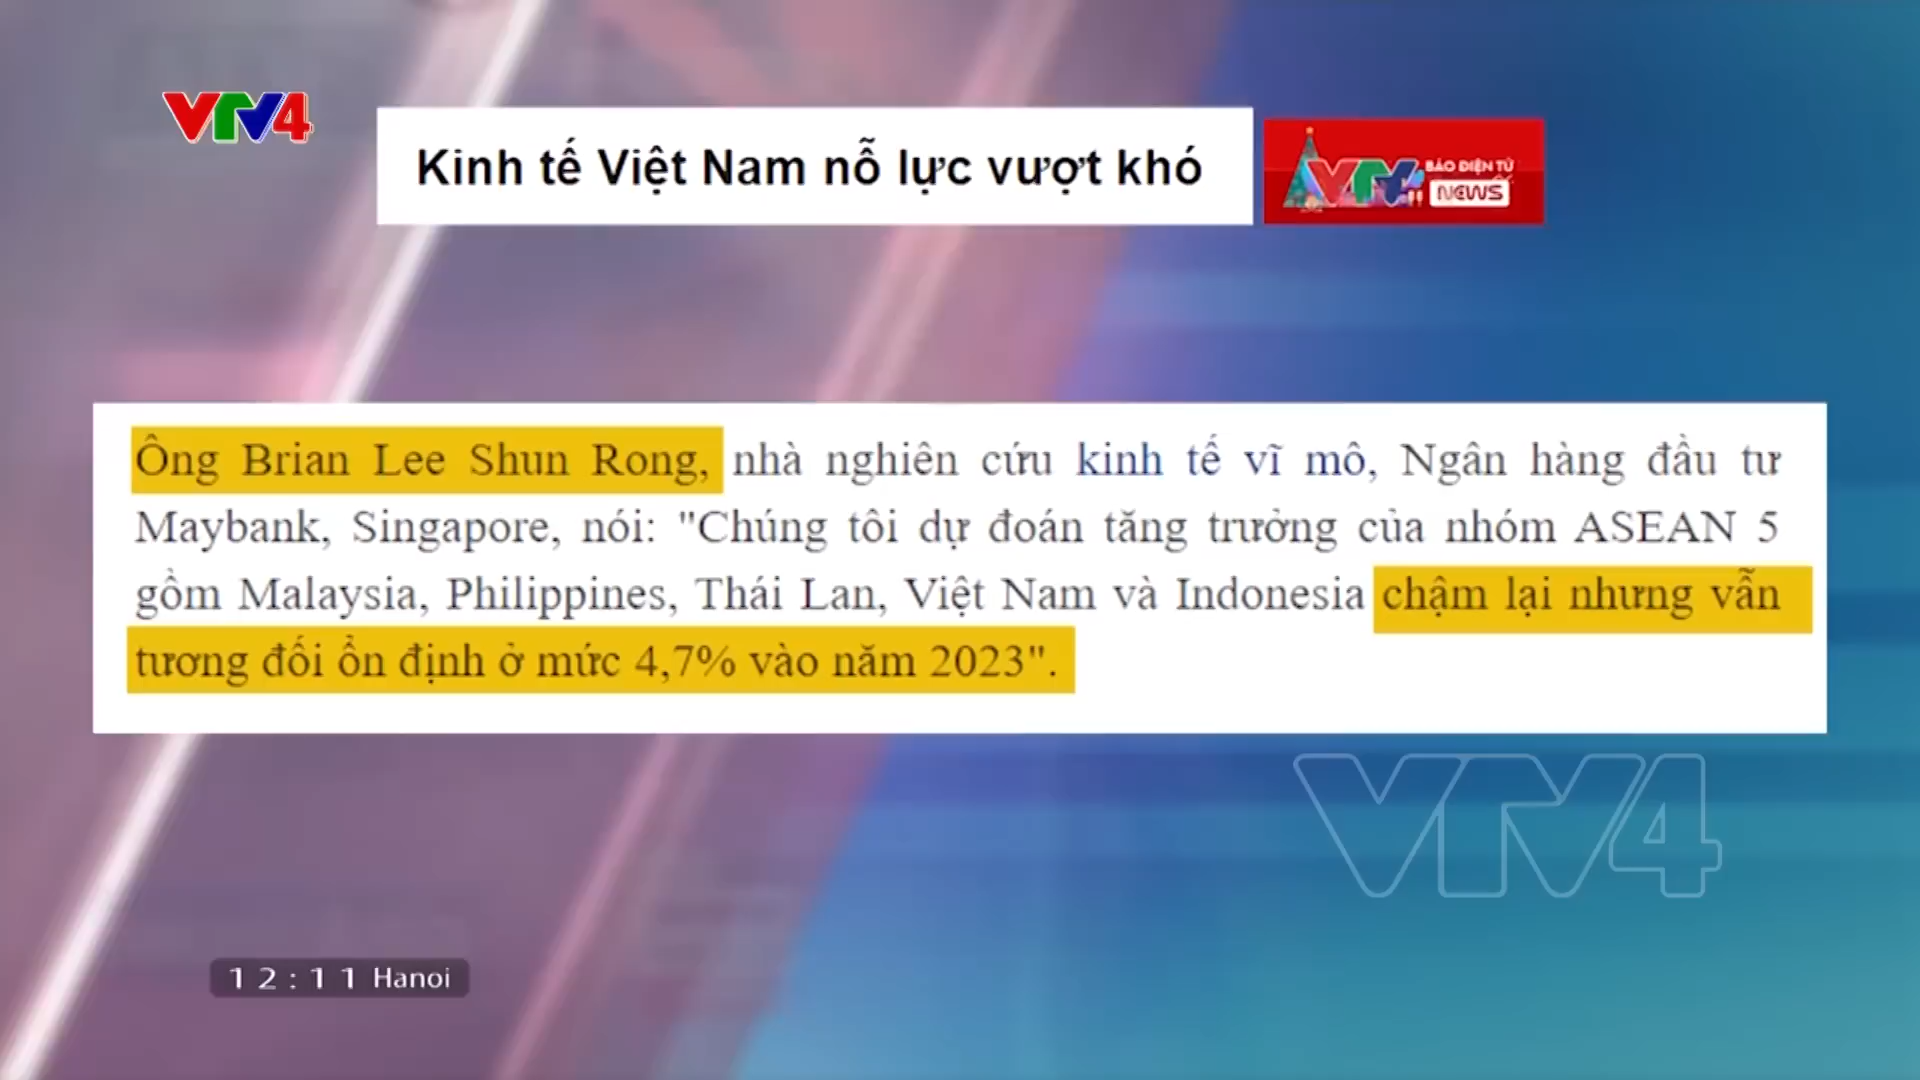 VTV4
Kinh tế Việt Nam nỗ lực vượt khó
VTV BÁO ĐIỆN TỬ
NEWS
Ông Brian Lee Shun Rong, nhà nghiên cứu kinh tế vĩ mô, Ngân hàng đầu tư
Maybank, Singapore, nói: "Chúng tôi dự đoán tăng trưởng của nhóm ASEAN 5
gồm Malaysia, Philippines, Thái Lan, Việt Nam và Indonesia chậm lại nhưng vẫn
tương đối ổn định ở mức 4,7% vào năm 2023".
VTV4
12:11 Hanoi